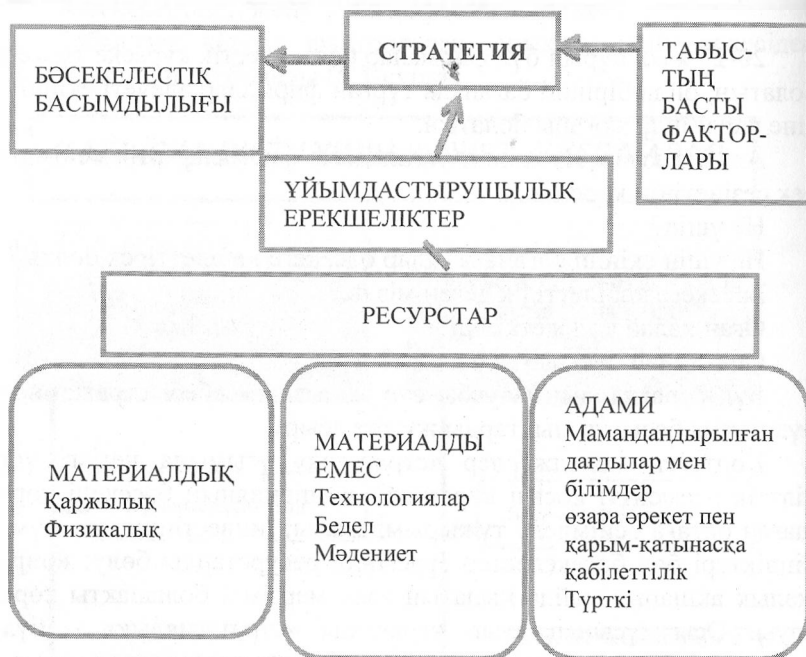 СТРАТЕГИЯ
БӘСЕКЕЛЕСТІК
БАСЫМДЫЛЫҒЫ
ТАБЫС-
ТЫҢ
БАСТЫ
ФАКТОР-
ЛАРЫ
ҰЙЫМДАСТЫРУШЫЛЫҚ
ЕРЕКШЕЛІКТЕР
РЕСУРСТАР
МАТЕРИАЛДЫҚ
Қаржылық
Физикалық
МАТЕРИАЛДЫ
ЕМЕС
Технологиялар
Бедел
Мәдениет
АДАМИ
Мамандандырылған
дағдылар мен
білімдер
өзара әрекет пен
қарым-қатынасқа
қабілеттілік
Түрткі